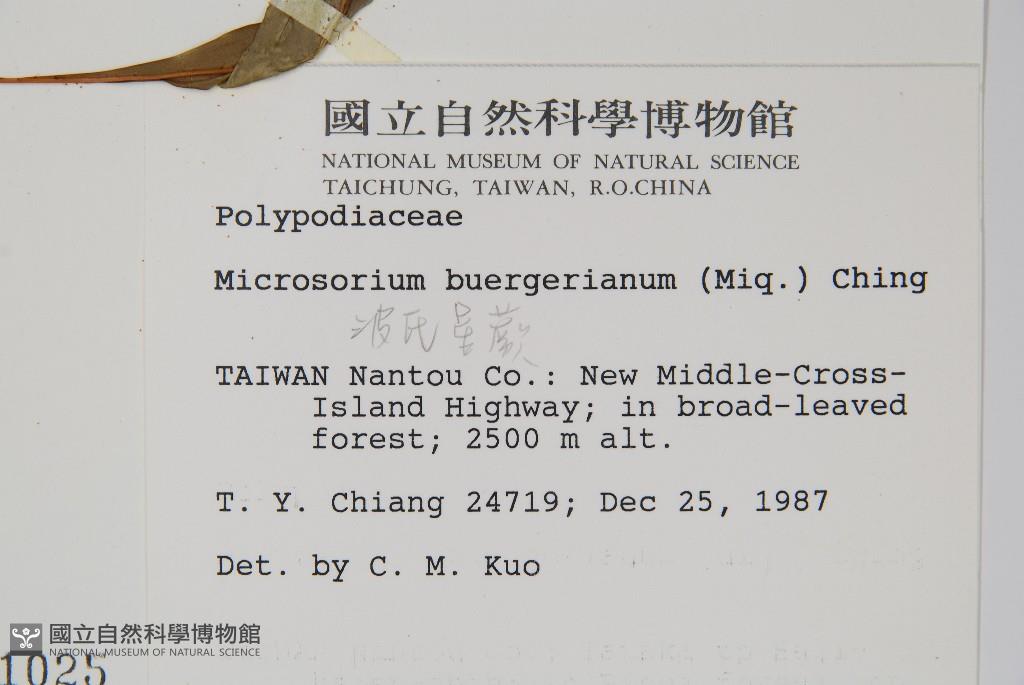 國立自然科學博物館
NATIONAL MUSEUM OF NATURAL SCIENCE
TAICHUNG, TAIWAN, R.O.CHINA
Polypodiaceae
Microsorium buergerianum (Miq.) Ching
波氏星蕨
TAIWAN Nantou Co.: New Middle-Cross-
Island Highway; in broad-leaved
forest; 2500 m alt.
T. Y. Chiang 24719; Dec 25, 1987
Det. by C. M. Kuo
國立自然科學博物館
NATIONAL MUSEUM OF NATURAL SCIENCE
1025